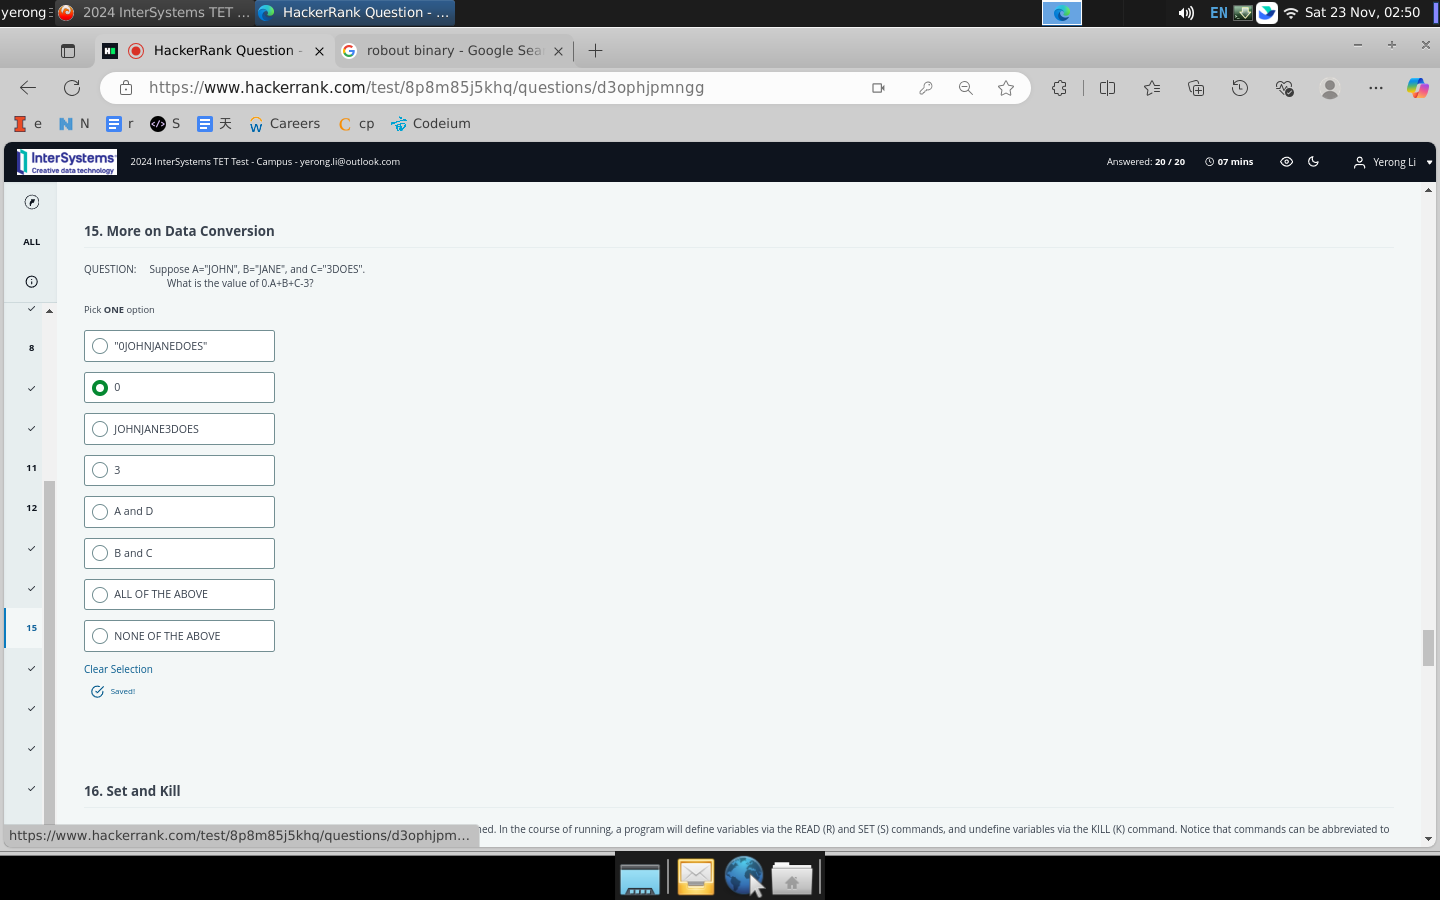 yerong
2024 InterSystems TET ...
HackerRank Question - ...
EN
Sat 23 Nov, 02:50
HackerRank Question -
robout binary - Google Sea
https://www.hackerrank.com/test/8p8m85j5khq/questions/d3ophjpmngg
e
N
r
S
天
Careers
cp
Codeium
InterSystems
Creative data technology
2024 InterSystems TET Test - Campus - yerong.li@outlook.com
Answered: 20 / 20
07 mins
Yerong Li
ALL
8
11
12
15
15. More on Data Conversion
QUESTION: Suppose A="JOHN", B="JANE", and C="3DOES".
What is the value of 0.A+B+C-3?
Pick ONE option
"0JOHNJANEDOES"
0
JOHNJANE3DOES
3
A and D
B and C
ALL OF THE ABOVE
NONE OF THE ABOVE
Clear Selection
Saved!
16. Set and Kill
ned. In the course of running, a program will define variables via the READ (R) and SET (S) commands, and undefine variables via the KILL (K) command. Notice that commands can be abbreviated to
https://www.hackerrank.com/test/8p8m85j5khq/questions/d3ophjpm...